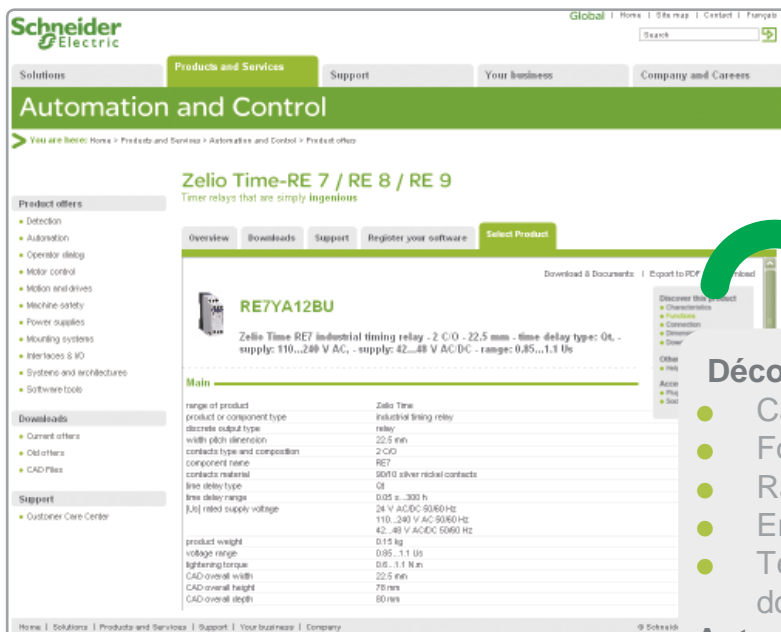 Global | Home | Site map | Contact | Français
Schneider
Electric
Search
Solutions
Products and Services
Support
Your business
Company and Careers
Automation and Control
You are here: Home > Products and Services > Automation and Control > Product offers
Zelio Time-RE 7 / RE 8 / RE 9
Timer relays that are simply ingenious
Product offers
Detection
Automation
Operator dialog
Motor control
Motion and drives
Machine safety
Power supplies
Mounting systems
Interfaces & I/O
Systems and architectures
Software tools
Downloads
Current offers
Old offers
CAD Files
Support
Customer Care Center
Overview
Downloads
Support
Register your software
Select Product
Download & Documents | Export to PDF
RE7YA12BU
Zelio Time RE7 industrial timing relay - 2 C/O - 22.5 mm - time delay type: Qt, -
supply: 110...240 V AC, - supply: 42...48 V AC/DC - range: 0.85...1.1 Us
Discover this product
Characteristics
Functions
Connection
Main
range of product Zelio Time
product or component type industrial timing relay
discrete output type relay
width pitch dimension 22.5 mm
contacts type and composition 2 C/O
component name RE7
contacts material 90/10 silver nickel contacts
time delay type Qt
time delay range 0.05 s...300 h
[Us] rated supply voltage 24 V AC/DC 50/60 Hz
110...240 V AC 50/60 Hz
42...48 V AC/DC 50/60 Hz
product weight 0.15 kg
voltage range 0.85...1.1 Us
tightening torque 0.6...1.1 N.m
CAD overall width 22.5 mm
CAD overall height 78 mm
CAD overall depth 80 mm
Home | Solutions | Products and Services | Support | Your business | Company
Déco